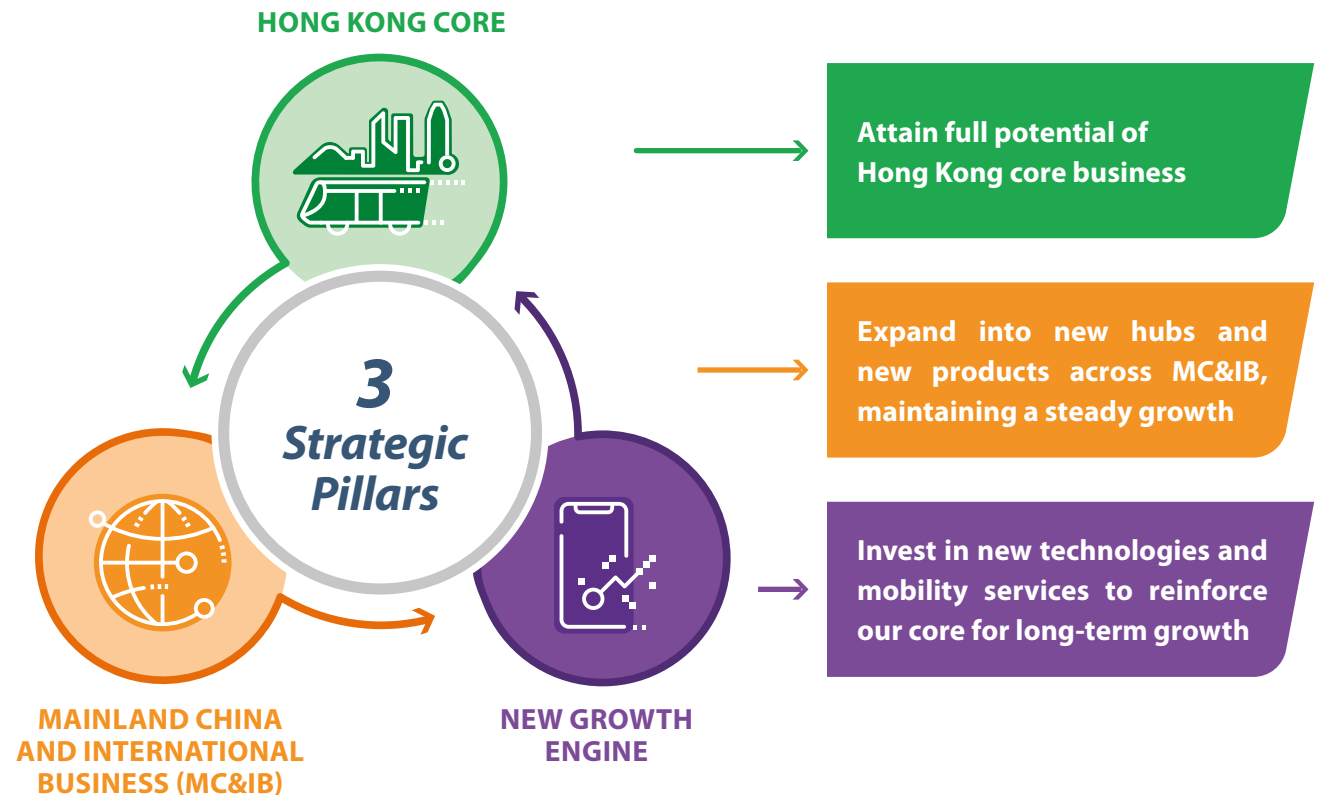 HONG KONG CORE
Attain full potential of
Hong Kong core business
3
Strategic
Pillars
Expand into new hubs and
new products across MC&IB,
maintaining a steady growth
Invest in new technologies and
mobility services to reinforce
our core for long-term growth
MAINLAND CHINA
AND INTERNATIONAL
BUSINESS (MC&IB)
NEW GROWTH
ENGINE